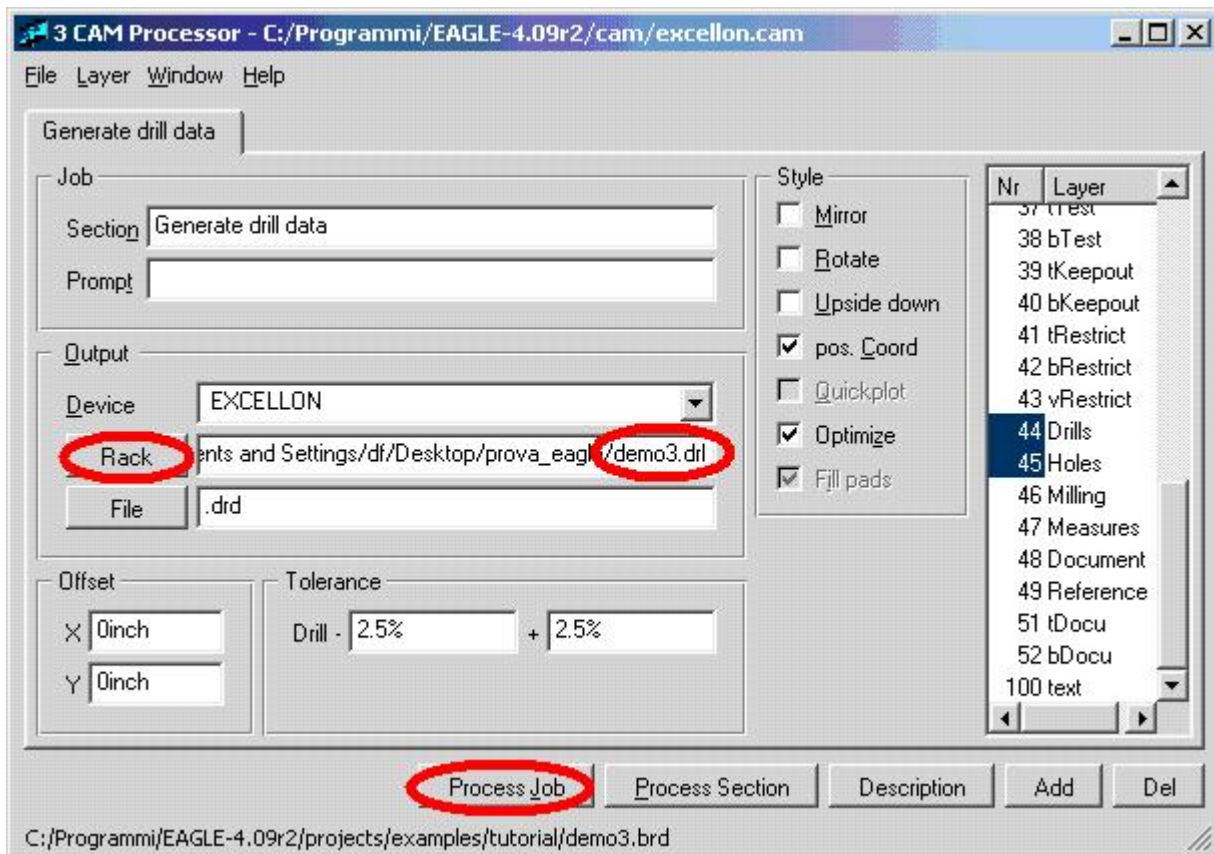 3 CAM Processor - C:/Programmi/EAGLE-4.09r2/cam/excellon.cam
File Layer Window Help
Generate drill data
Job
Section Generate drill data
Prompt
Output
Device EXCELLON
Rack ents and Settings/df/Desktop/prova_eagle/demo3.drl
File .drd
Offset
X 0inch
Y 0inch
Tolerance
Drill - 2.5% + 2.5%
Style
Mirror
Rotate
Upside down
pos. Coord
Quickplot
Optimize
Fill pads
Nr Layer
37 tTest
38 bTest
39 tKeepout
40 bKeepout
41 tRestrict
42 bRestrict
43 vRestrict
44 Drills
45 Holes
46 Milling
47 Measures
48 Document
49 Reference
51 tDocu
52 bDocu
100 text
Process Job Process Section Description Add Del
C:/Programmi/EAGLE-4.09r2/projects/examples/tutorial/demo3.brd